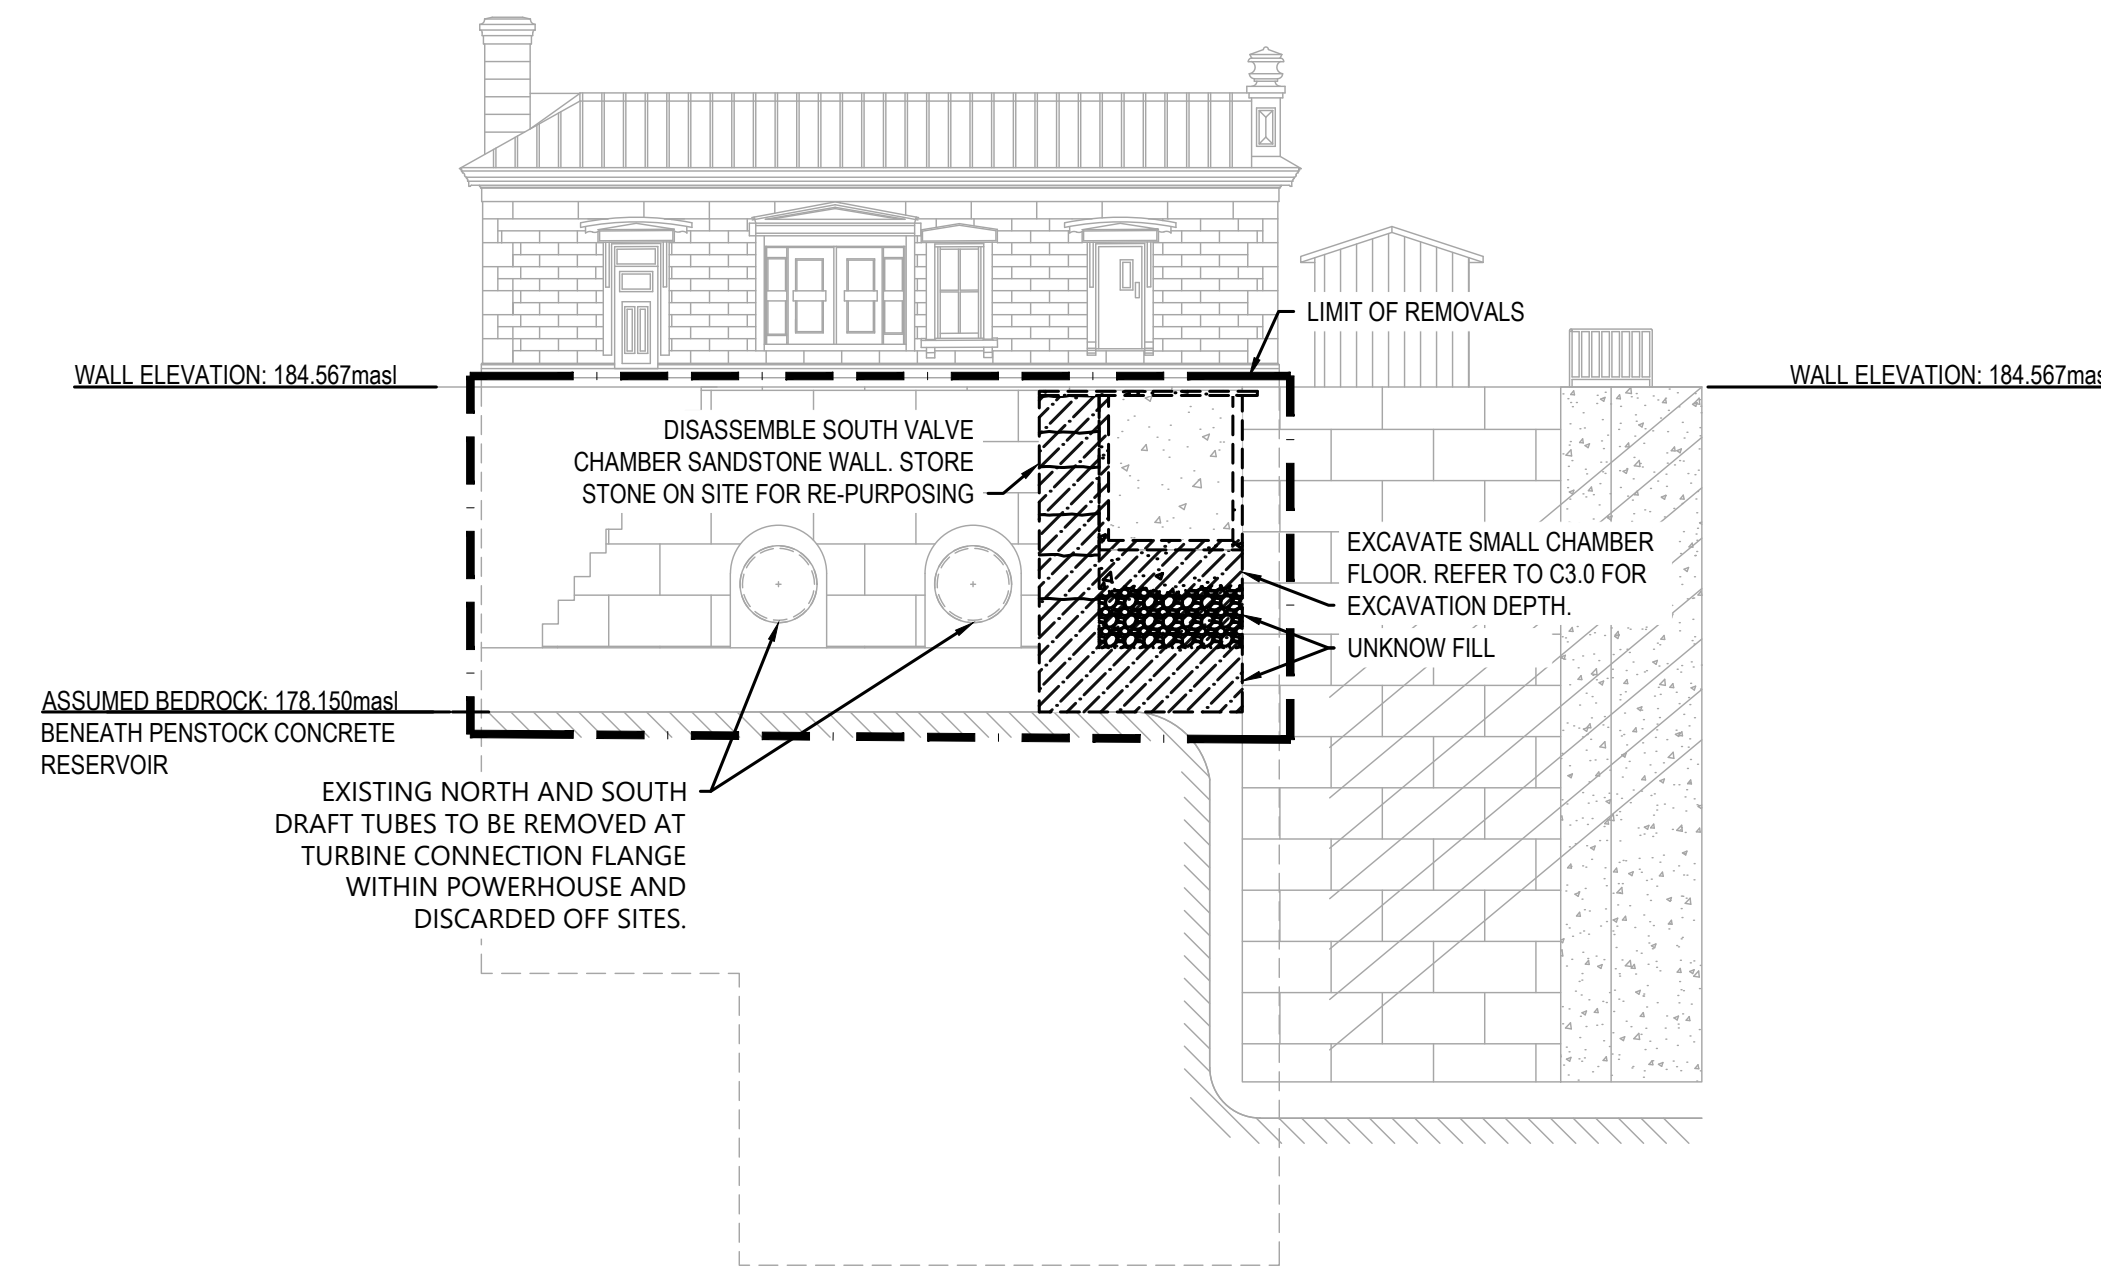 LIMIT OF REMOVALS
WALL ELEVATION: 184.567masl
WALL ELEVATION: 184.567mas
DISASSEMBLE SOUTH VALVE
CHAMBER SANDSTONE WALL. STORE
STONE ON SITE FOR RE-PURPOSING
EXCAVATE SMALL CHAMBER
FLOOR. REFER TO C3.0 FOR
EXCAVATION DEPTH.
UNKNOW FILL
ASSUMED BEDROCK: 178.150masl
BENEATH PENSTOCK CONCRETE
RESERVOIR
EXISTING NORTH AND SOUTH
DRAFT TUBES TO BE REMOVED AT
TURBINE CONNECTION FLANGE
WITHIN POWERHOUSE AND
DISCARDED OFF SITES.